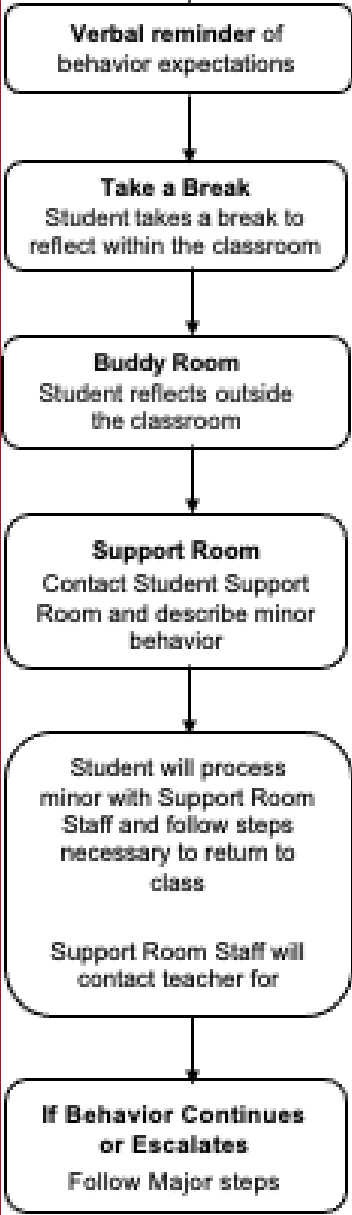 Verbal reminder of
behavior expectations
Take a Break
Student takes a break to
reflect within the classroom
Buddy Room
Student reflects outside
the classroom
Support Room
Contact Student Support
Room and describe minor
behavior
Student will process
minor with Support Room
Staff and follow steps
necessary to return to
class
Support Room Staff will
contact teacher for
If Behavior Continues
or Escalates
Follow Major steps